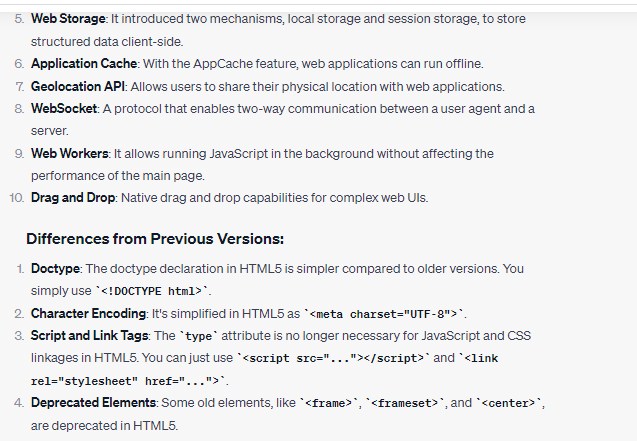 5. Web Storage: It introduced two mechanisms, local storage and session storage, to store
structured data client-side.
6. Application Cache: With the AppCache feature, web applications can run offline.
7. Geolocation API: Allows users to share their physical location with web applications.
8. WebSocket: A protocol that enables two-way communication between a user agent and a
server.
9. Web Workers: It allows running JavaScript in the background without affecting the
performance of the main page.
10. Drag and Drop: Native drag and drop capabilities for complex web UIs.
Differences from Previous Versions:
1. Doctype: The doctype declaration in HTML5 is simpler compared to older versions. You
simply use `<!DOCTYPE html>`.
2. Character Encoding: It's simplified in HTML5 as `<meta charset="UTF-8">`.
3. Script and Link Tags: The `type` attribute is no longer necessary for JavaScript and CSS
linkages in HTML5. You can just use `<script src="..."></script>` and `<link
rel="stylesheet" href="...">`.
4. Deprecated Elements: Some old elements, like `<frame>`, `<frameset>`, and `<center>`,
are deprecated in HTML5.